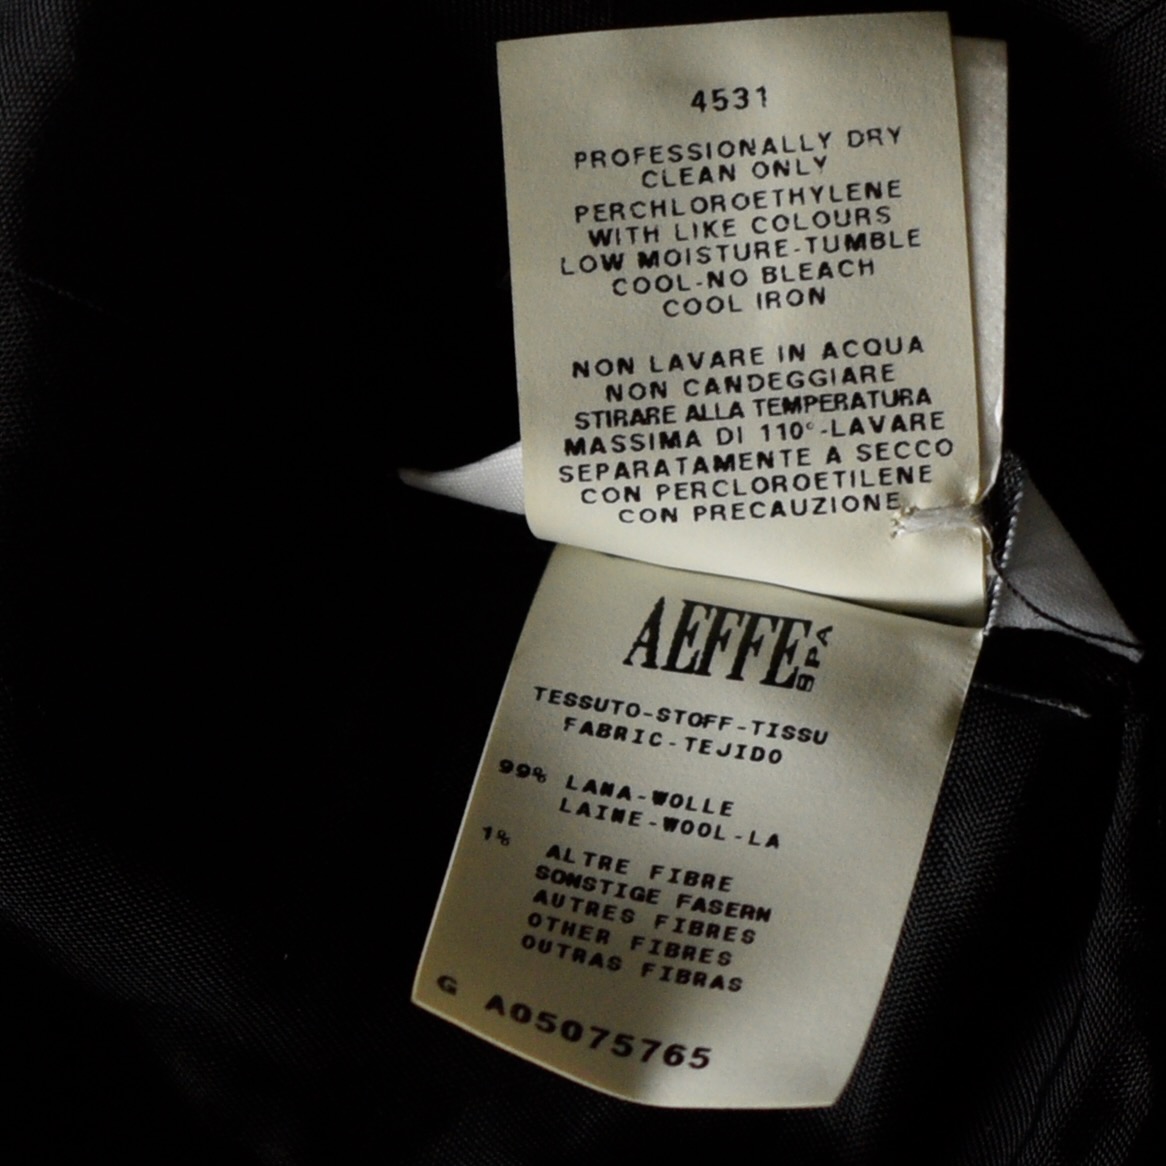 4531
PROFESSIONALLY DRY
CLEAN ONLY
PERCHLOROETHYLENE
WITH LIKE COLOURS
LOW MOISTURE-TUMBLE
COOL-NO BLEACH
COOL IRON
NON LAVARE IN ACQUA
NON CANDEGGIARE
STIRARE ALLA TEMPERATURA
MASSIMA DI 110°-LAVARE
SEPARATAMENTE A SECCO
CON PERCLOROETILENE
CON PRECAUZIONE
AEFFE SPA
TESSUTO-STOFF-TISSU
FABRIC-TEJIDO
99% LANA-WOLLE
LAINE-WOOL-LA
1% ALTRE FIBRE
SONSTIGE FASERN
AUTRES FIBRES
OTHER FIBRES
OUTRAS FIBRAS
G A05075765